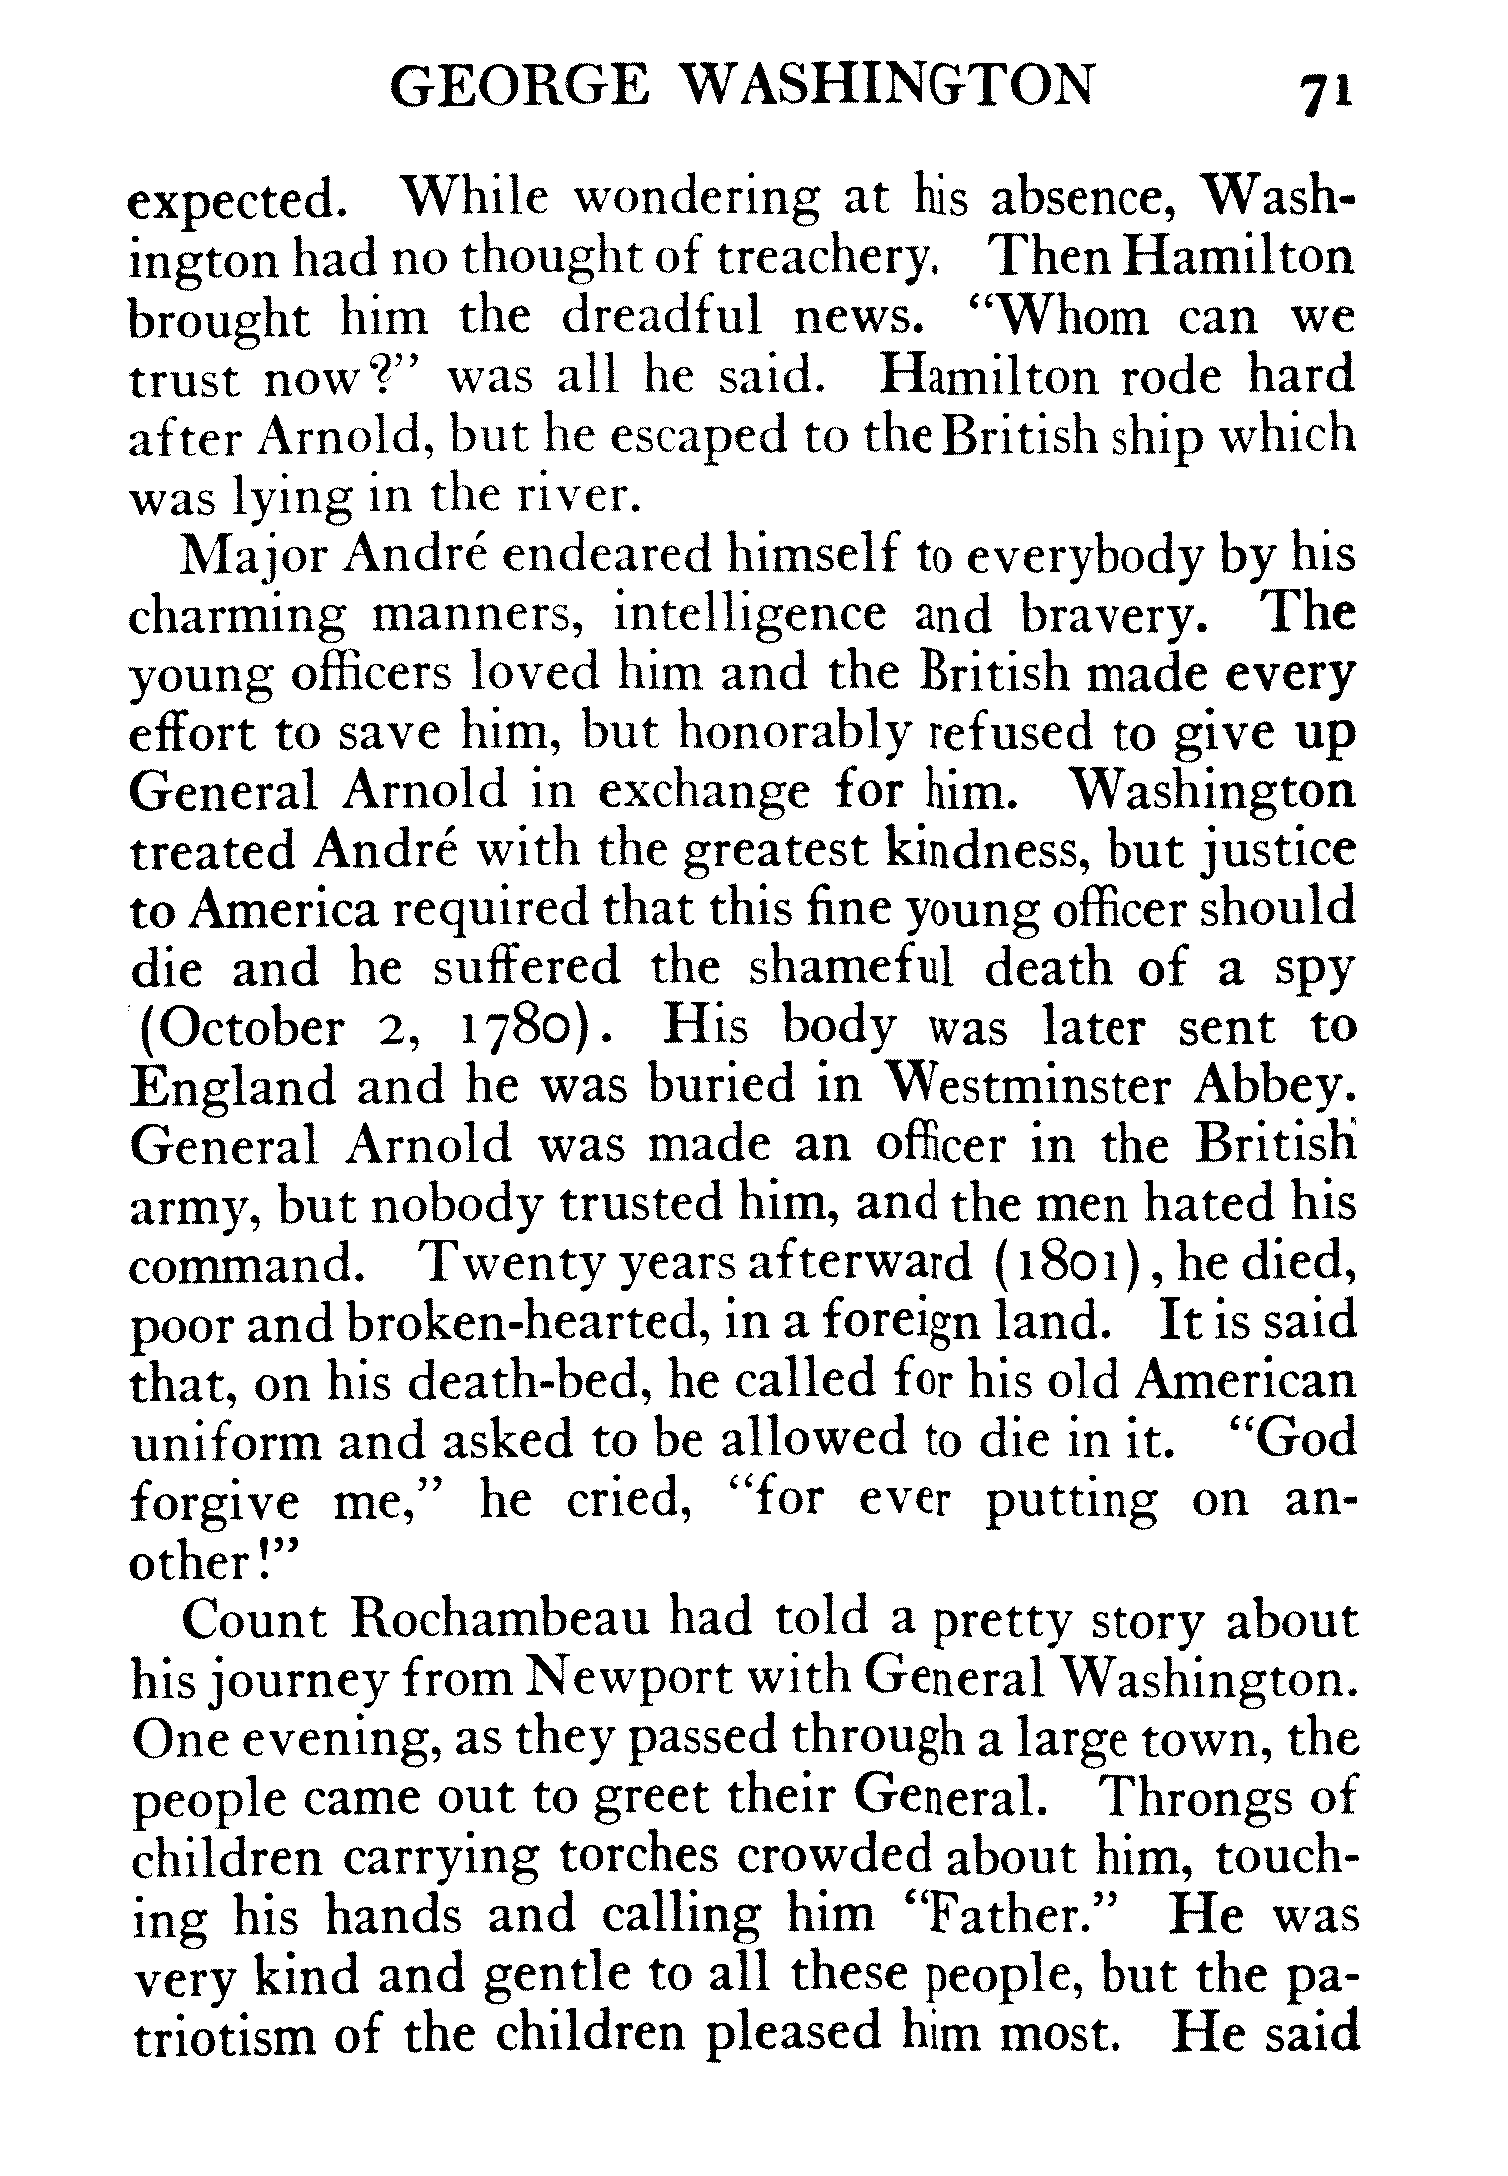 GEORGE WASHINGTON 71
expected. While wondering at his absence, Wash-
ington had no thought of treachery. Then Hamilton
brought him the dreadful news. "Whom can we
trust now?" was all he said. Hamilton rode hard
after Arnold, but he escaped to the British ship which
was lying in the river.
Major André endeared himself to everybody by his
charming manners, intelligence and bravery. The
young officers loved him and the British made every
effort to save him, but honorably refused to give up
General Arnold in exchange for him. Washington
treated André with the greatest kindness, but justice
to America required that this fine young officer should
die and he suffered the shameful death of a spy
(October 2, 1780). His body was later sent to
England and he was buried in Westminster Abbey.
General Arnold was made an officer in the British
army, but nobody trusted him, and the men hated his
command. Twenty years afterward (1801), he died,
poor and broken-hearted, in a foreign land. It is said
that, on his death-bed, he called for his old American
uniform and asked to be allowed to die in it. "God
forgive me," he cried, "for ever putting on an-
other!"
Count Rochambeau had told a pretty story about
his journey from Newport with General Washington.
One evening, as they passed through a large town, the
people came out to greet their General. Throngs of
children carrying torches crowded about him, touch-
ing his hands and calling him "Father." He was
very kind and gentle to all these people, but the pa-
triotism of the children pleased him most. He said